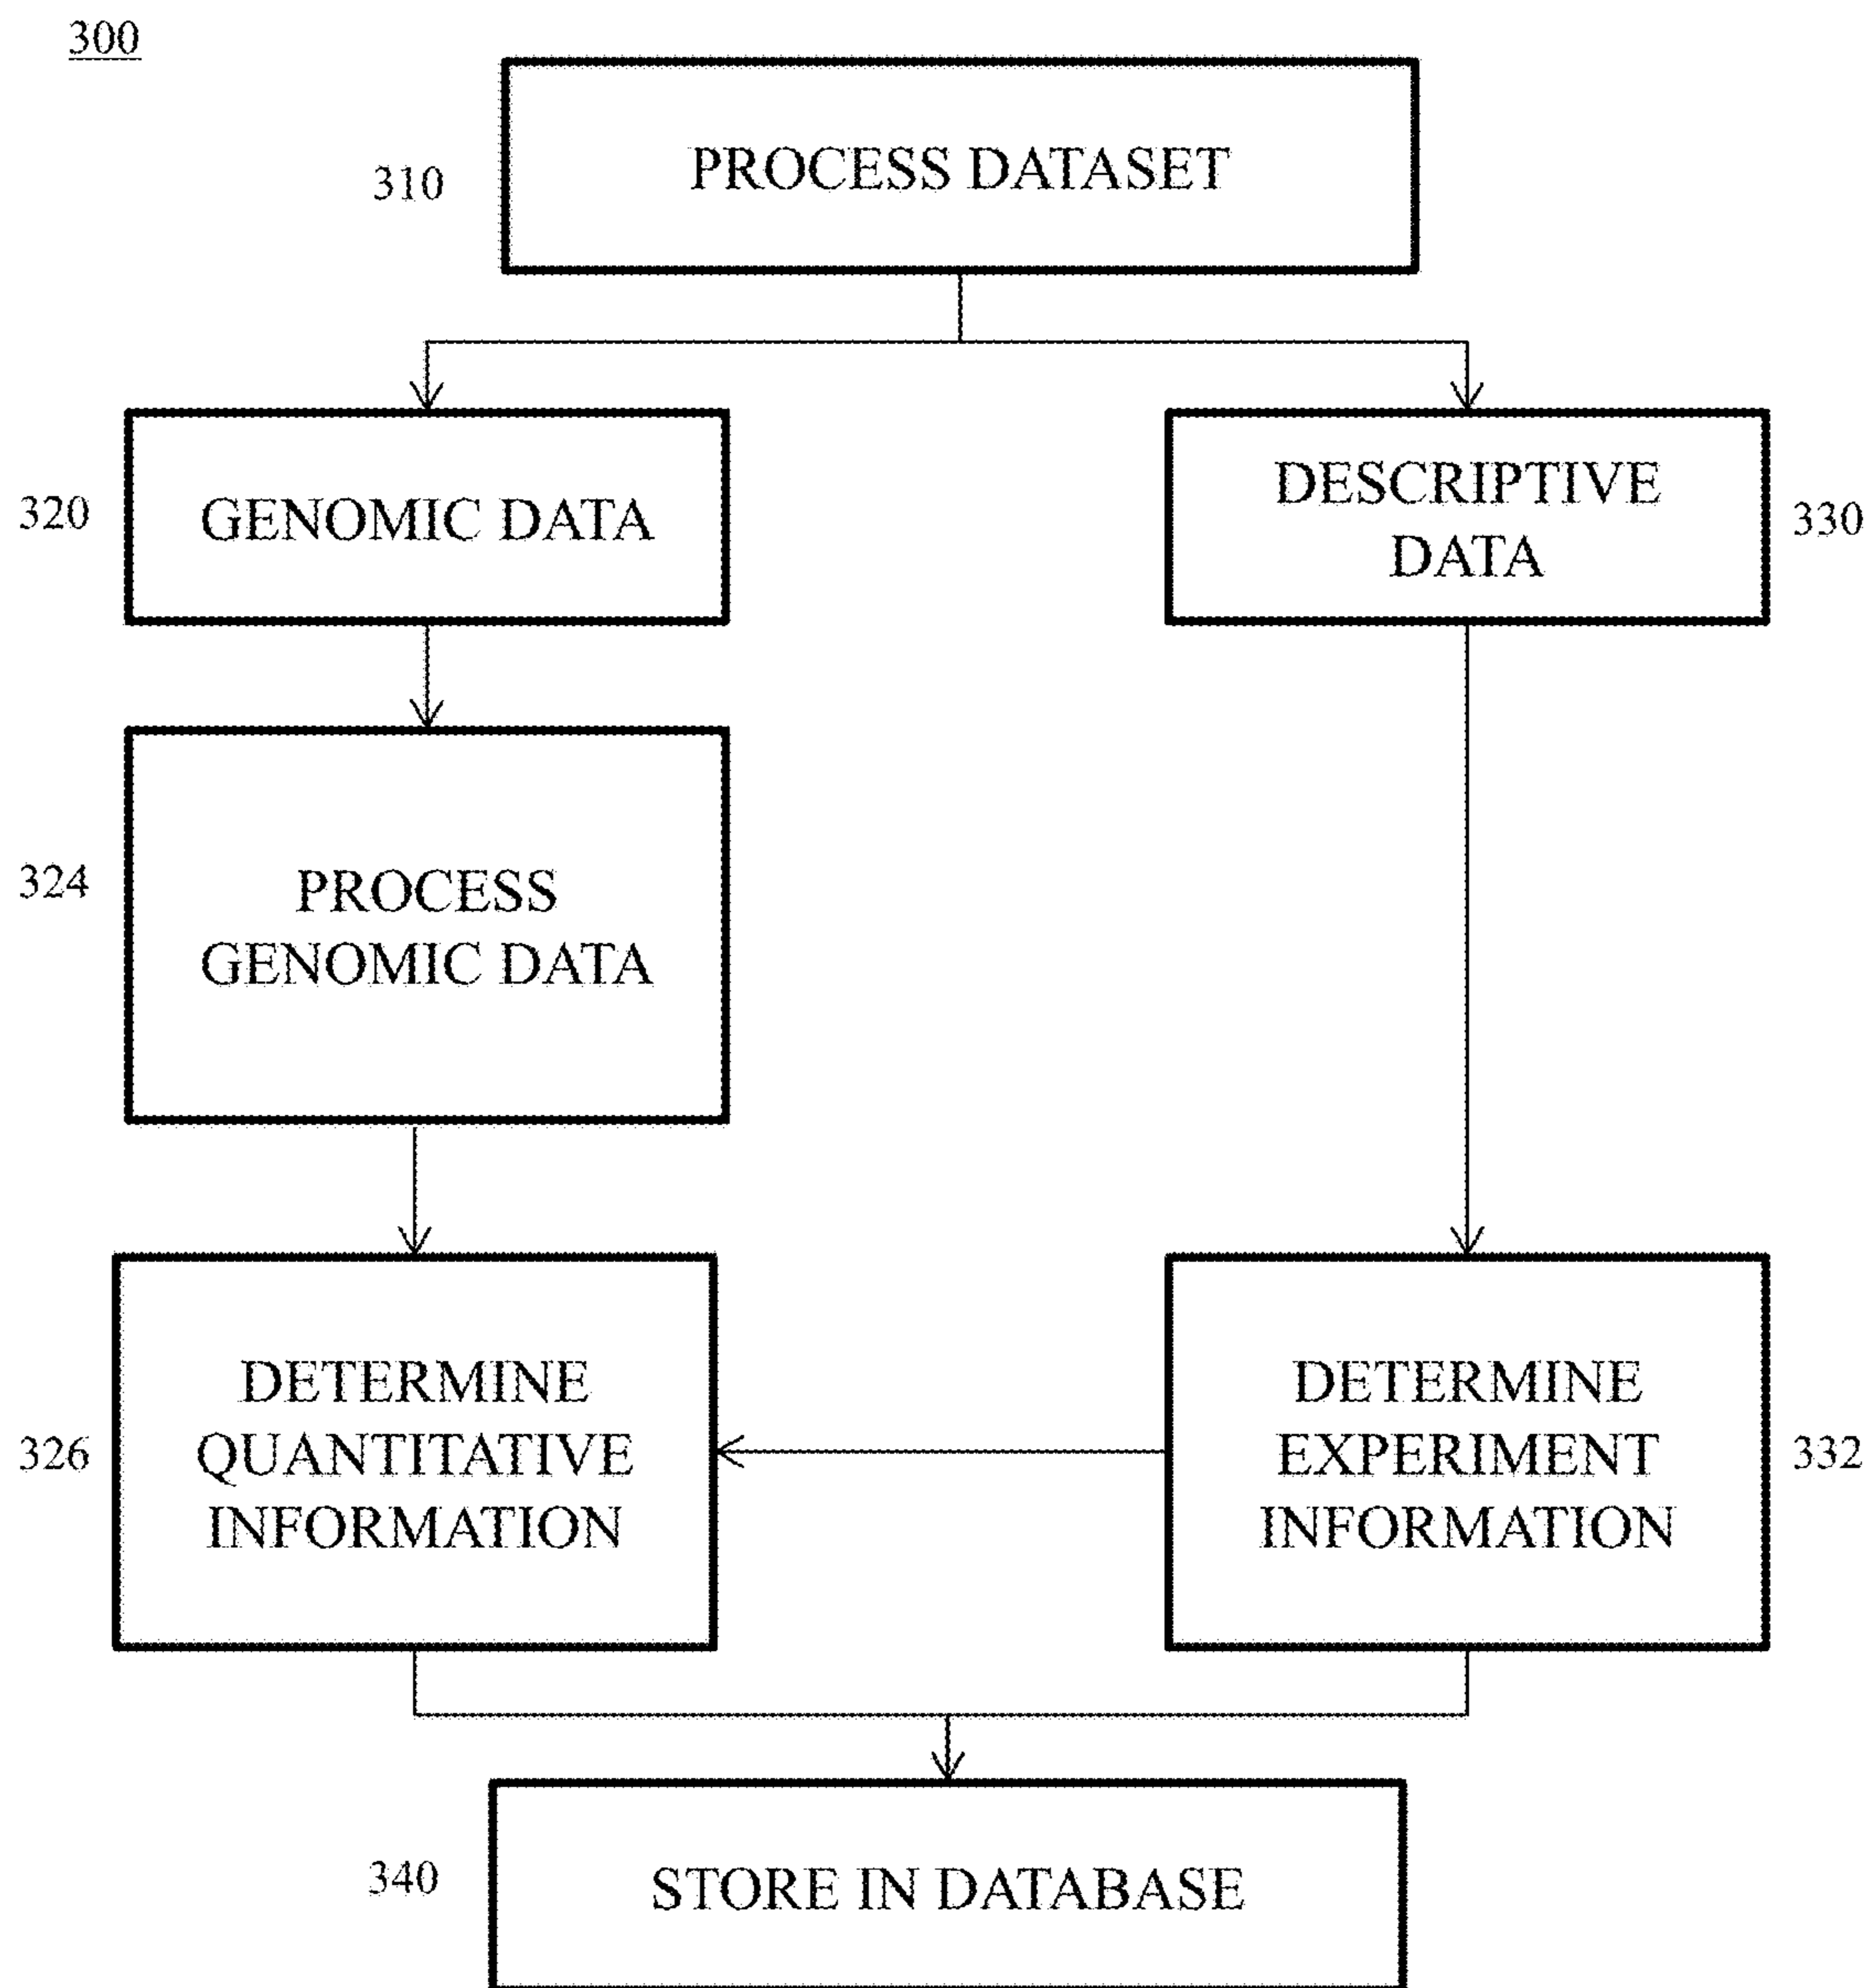 300
PROCESS DATASET
310
GENOMIC DATA
320
DESCRIPTIVE
DATA
330
PROCESS
GENOMIC DATA
324
DETERMINE
QUANTITATIVE
INFORMATION
326
DETERMINE
EXPERIMENT
INFORMATION
332
STORE IN DATABASE
340